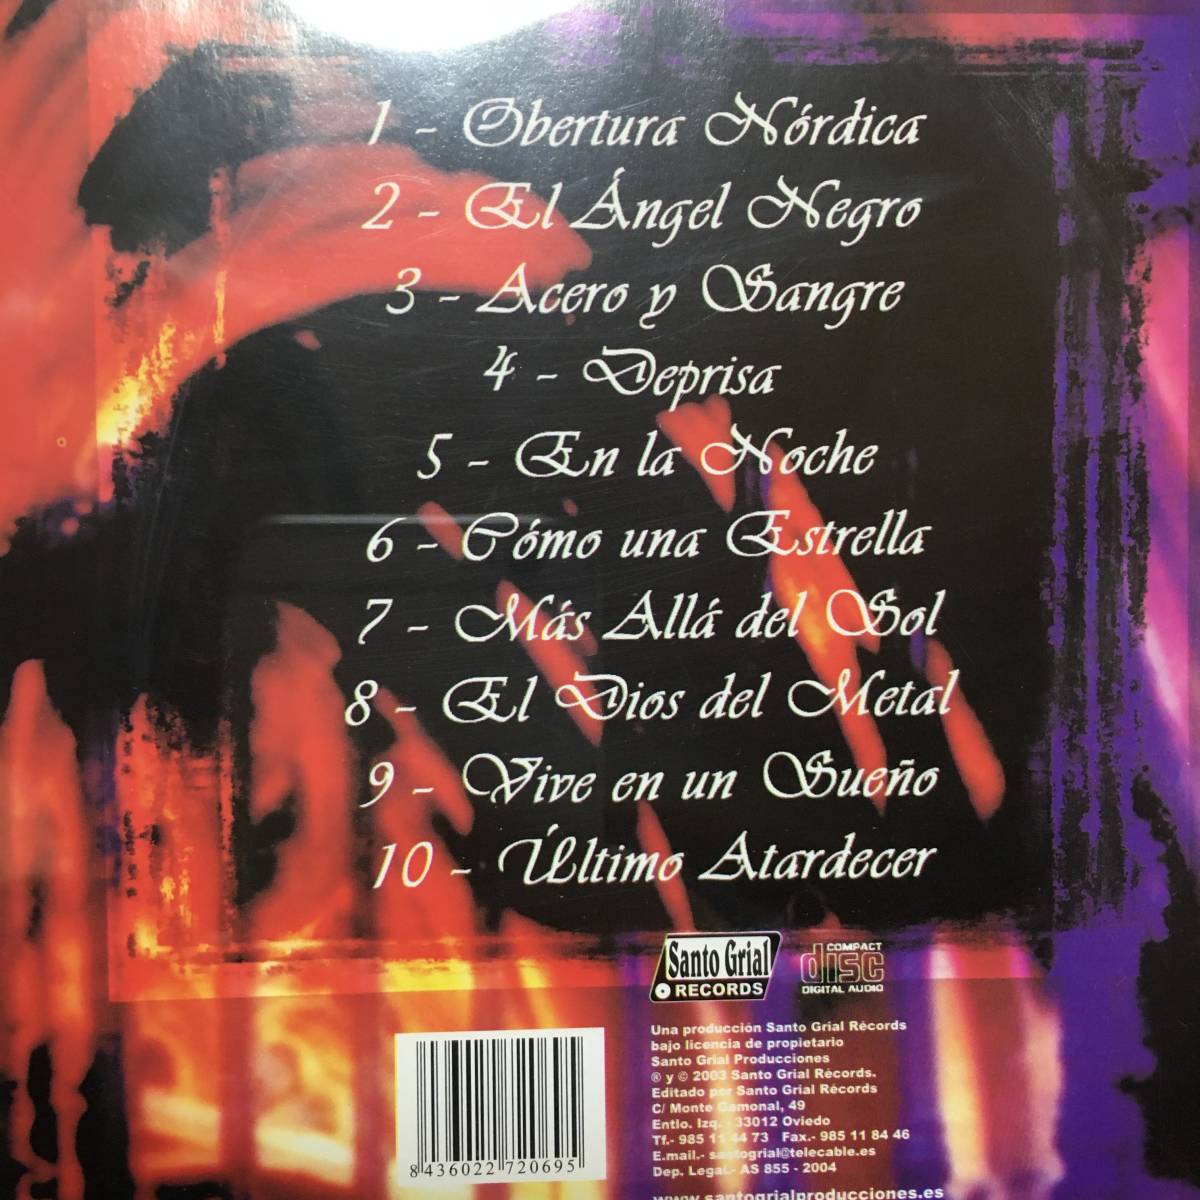 1 - Obertura Nórdica
2 - El Ángel Negro
3 - Acero y Sangre
4 - Deprisa
5 - En la Noche
6 - Cómo una Estrella
7 - Más Allá del Sol
8 - El Dios del Metal
9 - Vive en un Sueño
10 - Último Atardecer
Santo Grial
RECORDS
COMPACT
disc
DIGITAL AUDIO
Una producción Santo Grial Récords
bajo licencia de propietario
Santo Grial Producciones
® y © 2003 Santo Grial Récords.
Editado por Santo Grial Récords
C/ Monte Gamonal, 49
Entlo. Izq.- 33012 Oviedo
Tf.- 985 11 44 73 Fax.- 985 11 84 46
E.mail.- santogrial@telecable.es
Dep. Legal.- AS 855 - 2004
www.santogrialproducciones.es
8 436022 720695